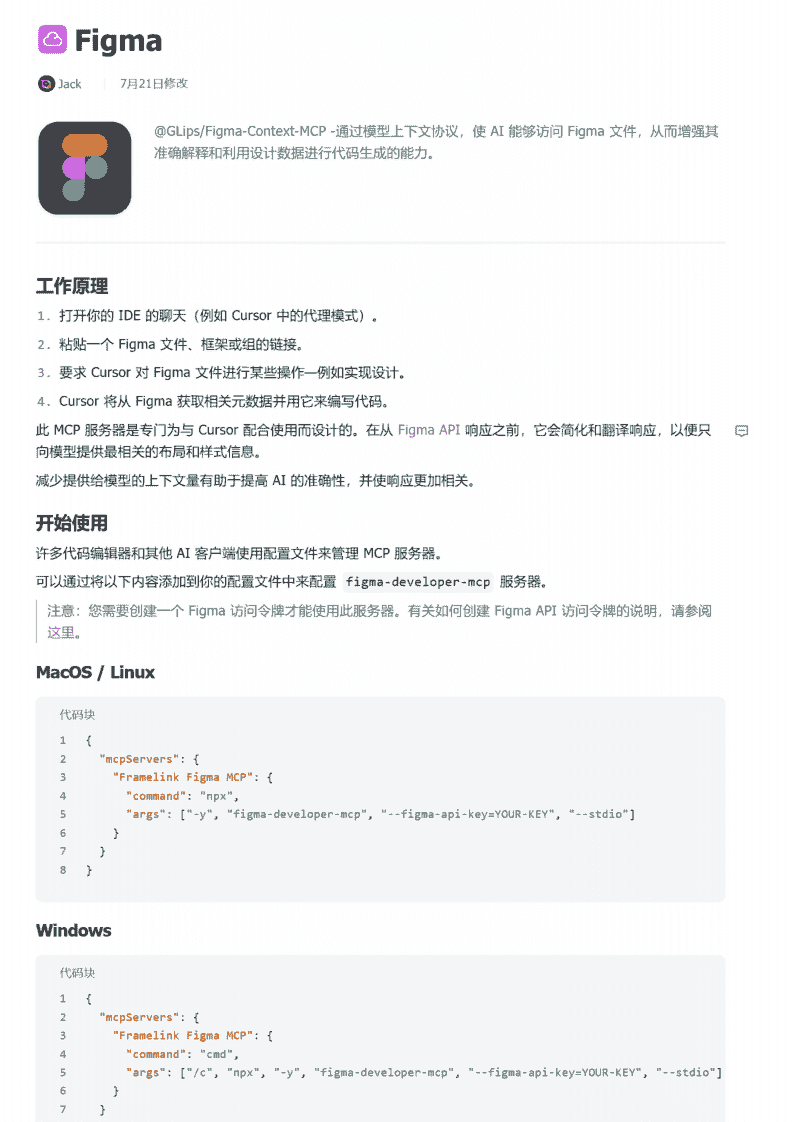 Figma
Jack 7月21日修改
@GLips/Figma-Context-MCP -通过模型上下文协议，使 AI 能够访问 Figma 文件，从而增强其
准确解释和利用设计数据进行代码生成的能力。
工作原理
1. 打开你的 IDE 的聊天（例如 Cursor 中的代理模式）。
2. 粘贴一个 Figma 文件、框架或组的链接。
3. 要求 Cursor 对 Figma 文件进行某些操作—例如实现设计。
4. Cursor 将从 Figma 获取相关元数据并用它来编写代码。
此 MCP 服务器是专门为与 Cursor 配合使用而设计的。在从 Figma API 响应之前，它会简化和翻译响应，以便只
向模型提供最相关的布局和样式信息。
减少提供给模型的上下文量有助于提高 AI 的准确性，并使响应更加相关。
开始使用
许多代码编辑器和其他 AI 客户端使用配置文件来管理 MCP 服务器。
可以通过将以下内容添加到你的配置文件中来配置 figma-developer-mcp 服务器。
注意：您需要创建一个 Figma 访问令牌才能使用此服务器。有关如何创建 Figma API 访问令牌的说明，请参阅
这里。
MacOS / Linux
代码块
1 {
2 "mcpServers": {
3 "Framelink Figma MCP": {
4 "command": "npx",
5 "args": ["-y", "figma-developer-mcp", "--figma-api-key=YOUR-KEY", "--stdio"]
6 }
7 }
8 }
Windows
代码块
1 {
2 "mcpServers": {
3 "Framelink Figma MCP": {
4 "command": "cmd",
5 "args": ["/c", "npx", "-y", "figma-developer-mcp", "--figma-api-key=YOUR-KEY", "--stdio"]
6 }
7 }